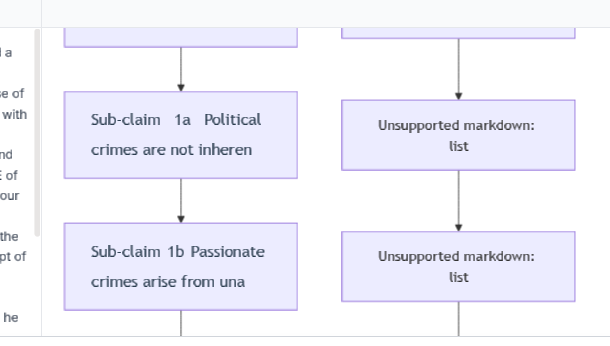 l a
se of
with
nd
E of
our
the
pt of
he
Sub-claim 1a Political
crimes are not inheren
Sub-claim 1b Passionate
crimes arise from una
Unsupported markdown:
list
Unsupported markdown:
list